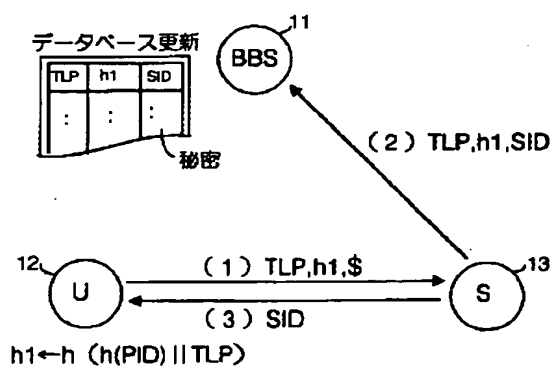 データベース更新
11
BBS
TLP h1 SID
: : :
秘密
(2) TLP,h1,SID
12
(1) TLP,h1,$
13
U
S
(3) SID
h1←h (h(PID)||TLP)